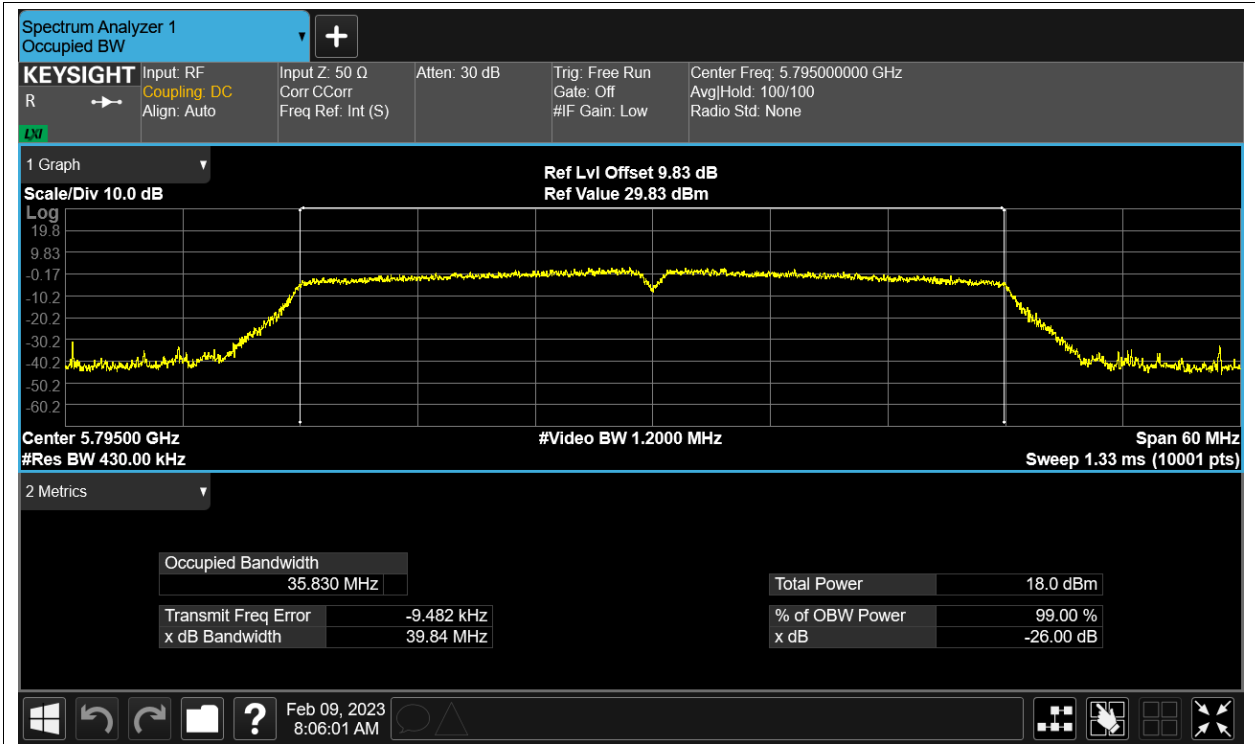 Spectrum Analyzer 1
Occupied BW
KEYSIGHT
R
LXI
Input: RF
Coupling: DC
Align: Auto
Input Z: 50 Ω
Corr CCorr
Freq Ref: Int (S)
Atten: 30 dB
Trig: Free Run
Gate: Off
#IF Gain: Low
Center Freq: 5.795000000 GHz
Avg|Hold: 100/100
Radio Std: None
1 Graph
Ref Lvl Offset 9.83 dB
Scale/Div 10.0 dB
Ref Value 29.83 dBm
Log
19.8
9.83
-0.17
-10.2
-20.2
-30.2
-40.2
-50.2
-60.2
Center 5.79500 GHz
#Video BW 1.2000 MHz
Span 60 MHz
#Res BW 430.00 kHz
Sweep 1.33 ms (10001 pts)
2 Metrics
Occupied Bandwidth
35.830 MHz
Total Power 18.0 dBm
Transmit Freq Error -9.482 kHz
% of OBW Power 99.00 %
x dB Bandwidth 39.84 MHz
x dB -26.00 dB
?
Feb 09, 2023
8:06:01 AM